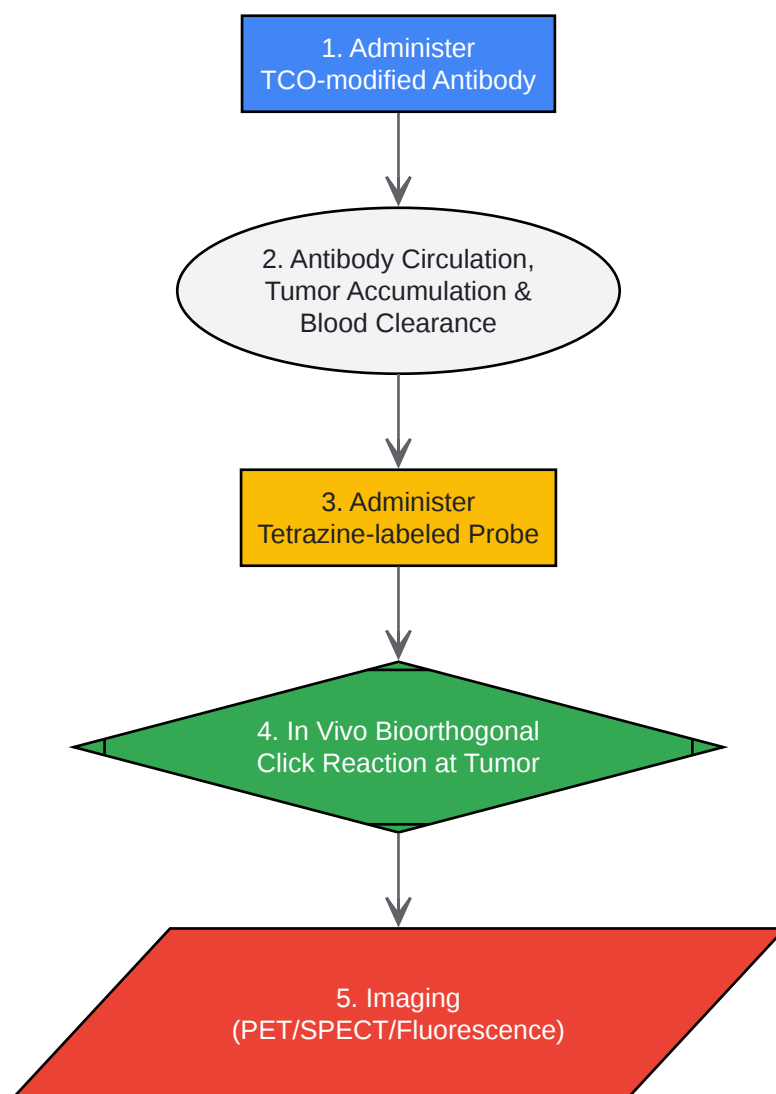 1. Administer
TCO-modified Antibody
2. Antibody Circulation,
Tumor Accumulation &
Blood Clearance
3. Administer
Tetrazine-labeled Probe
4. In Vivo Bioorthogonal
Click Reaction at Tumor
5. Imaging
(PET/SPECT/Fluorescence)